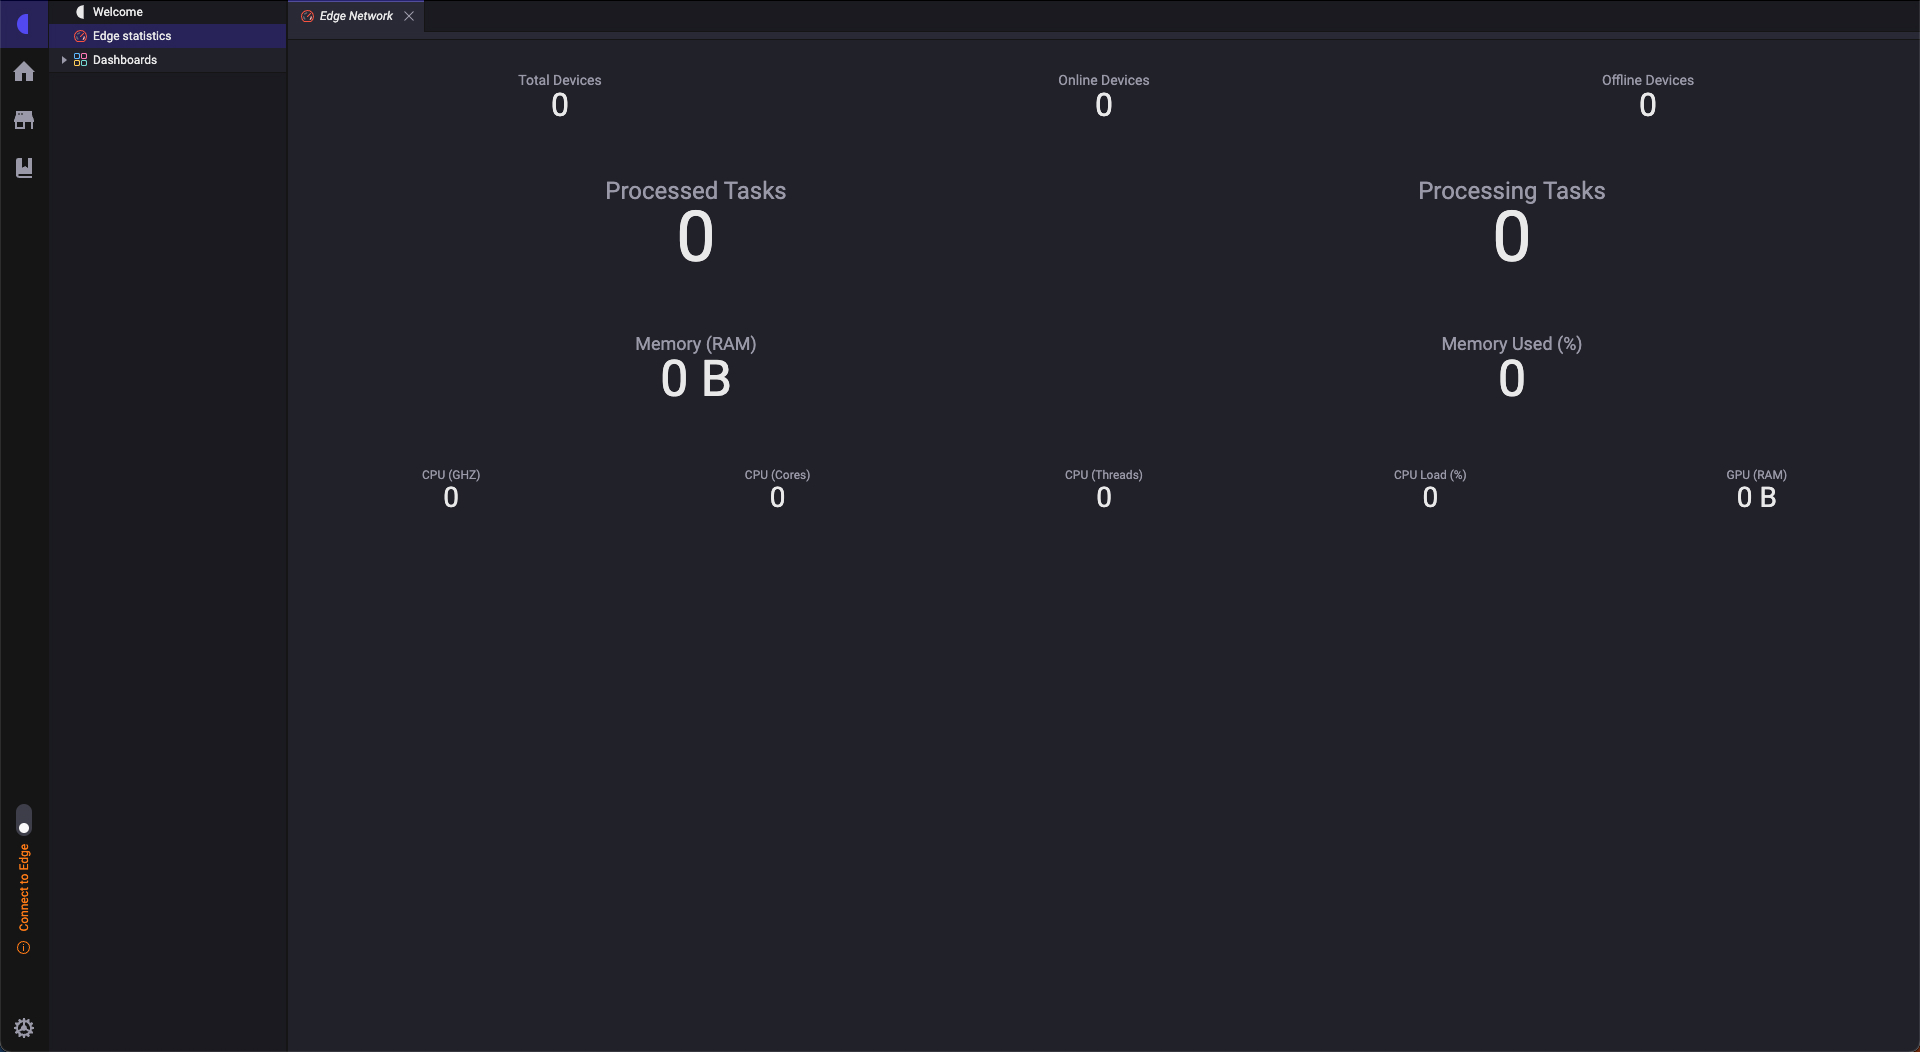 Welcome
Edge statistics
Dashboards
Edge Network
Total Devices
0
Online Devices
0
Offline Devices
0
Processed Tasks
0
Processing Tasks
0
Memory (RAM)
0 B
Memory Used (%)
0
CPU (GHZ)
0
CPU (Cores)
0
CPU (Threads)
0
CPU Load (%)
0
GPU (RAM)
0 B
Connect to Edge